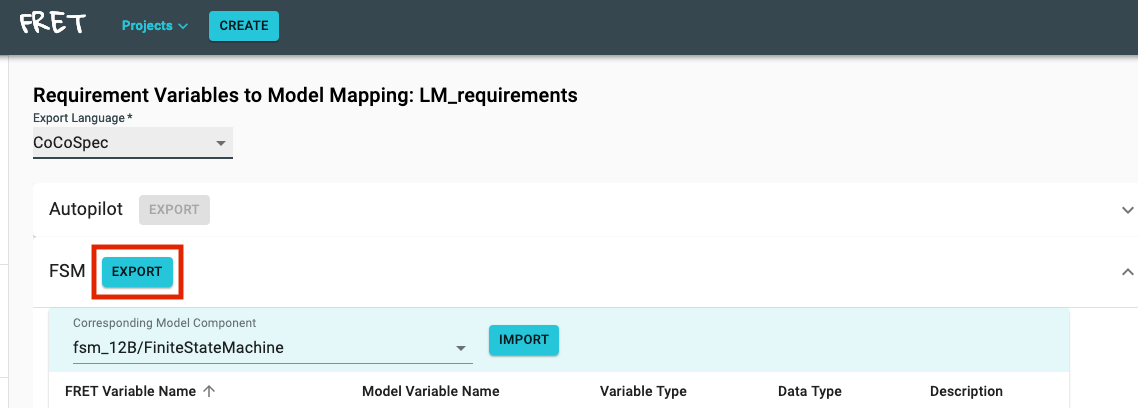 FRET Projects CREATE
Requirement Variables to Model Mapping: LM_requirements
Export Language *
CoCoSpec
Autopilot EXPORT
FSM EXPORT
Corresponding Model Component
fsm_12B/FiniteStateMachine IMPORT
FRET Variable Name ↑ Model Variable Name Variable Type Data Type Description